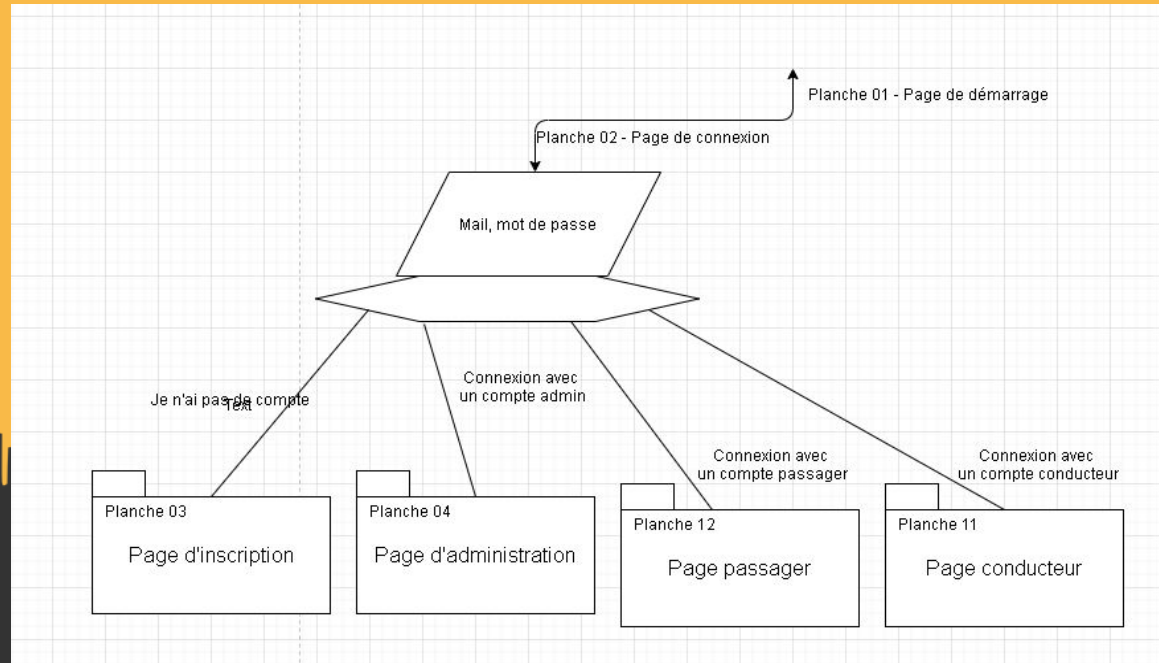 Planche 01 - Page de démarrage
Planche 02 - Page de connexion
Mail, mot de passe
Je n'ai pas de compte
Text
Connexion avec
un compte admin
Connexion avec
un compte passager
Connexion avec
un compte conducteur
Planche 03
Page d'inscription
Planche 04
Page d'administration
Planche 12
Page passager
Planche 11
Page conducteur